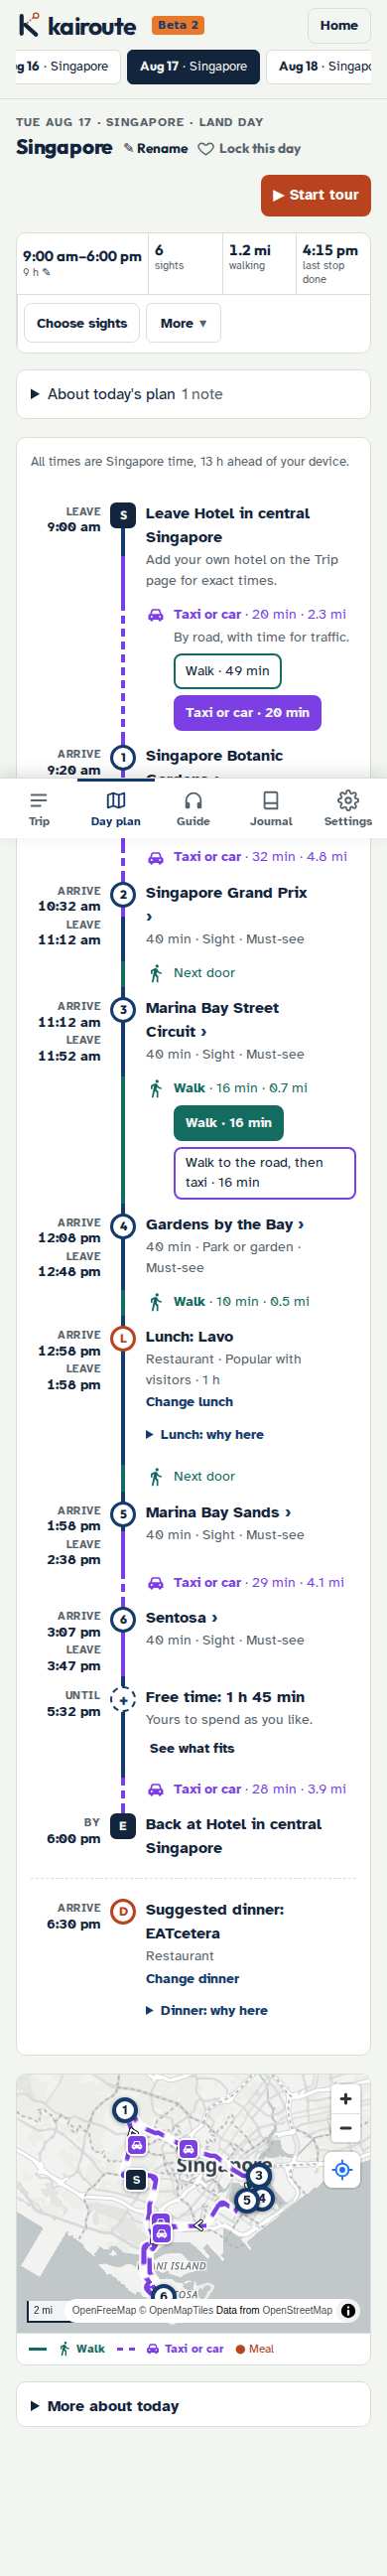 kairoute Beta 2 Home
g 16 · Singapore Aug 17 · Singapore Aug 18 · Singapo
TUE AUG 17 · SINGAPORE · LAND DAY
Singapore ✎ Rename Lock this day
▶ Start tour
9:00 am–6:00 pm 6 1.2 mi 4:15 pm
9 h ✎ sights walking last stop
done
Choose sights More ▾
▶ About today's plan 1 note
All times are Singapore time, 13 h ahead of your device.
LEAVE
9:00 am
S
Leave Hotel in central
Singapore
Add your own hotel on the Trip
page for exact times.
Taxi or car · 20 min · 2.3 mi
By road, with time for traffic.
Walk · 49 min
Taxi or car · 20 min
ARRIVE
9:20 am
1
Singapore Botanic
Gardens ›
Trip Day plan Guide Journal Settings
Taxi or car · 32 min · 4.8 mi
ARRIVE
10:32 am
LEAVE
11:12 am
2
Singapore Grand Prix
›
40 min · Sight · Must-see
Next door
ARRIVE
11:12 am
LEAVE
11:52 am
3
Marina Bay Street
Circuit ›
40 min · Sight · Must-see
Walk · 16 min · 0.7 mi
Walk · 16 min
Walk to the road, then
taxi · 16 min
ARRIVE
12:08 pm
LEAVE
12:48 pm
4
Gardens by the Bay ›
40 min · Park or garden ·
Must-see
Walk · 10 min · 0.5 mi
ARRIVE
12:58 pm
LEAVE
1:58 pm
L
Lunch: Lavo
Restaurant · Popular with
visitors · 1 h
Change lunch
▶ Lunch: why here
Next door
ARRIVE
1:58 pm
LEAVE
2:38 pm
5
Marina Bay Sands ›
40 min · Sight · Must-see
Taxi or car · 29 min · 4.1 mi
ARRIVE
3:07 pm
LEAVE
3:47 pm
6
Sentosa ›
40 min · Sight · Must-see
UNTIL
5:32 pm
+
Free time: 1 h 45 min
Yours to spend as you like.
See what fits
Taxi or car · 28 min · 3.9 mi
BY
6:00 pm
E
Back at Hotel in central
Singapore
ARRIVE
6:30 pm
D
Suggested dinner:
EATcetera
Restaurant
Change dinner
▶ Dinner: why here
1
+
−
Singapore
3
S
5 4
NI ISLAND
6 OSA
2 mi OpenFreeMap © OpenMapTiles Data from OpenStreetMap
Walk Taxi or car Meal
▶ More about today